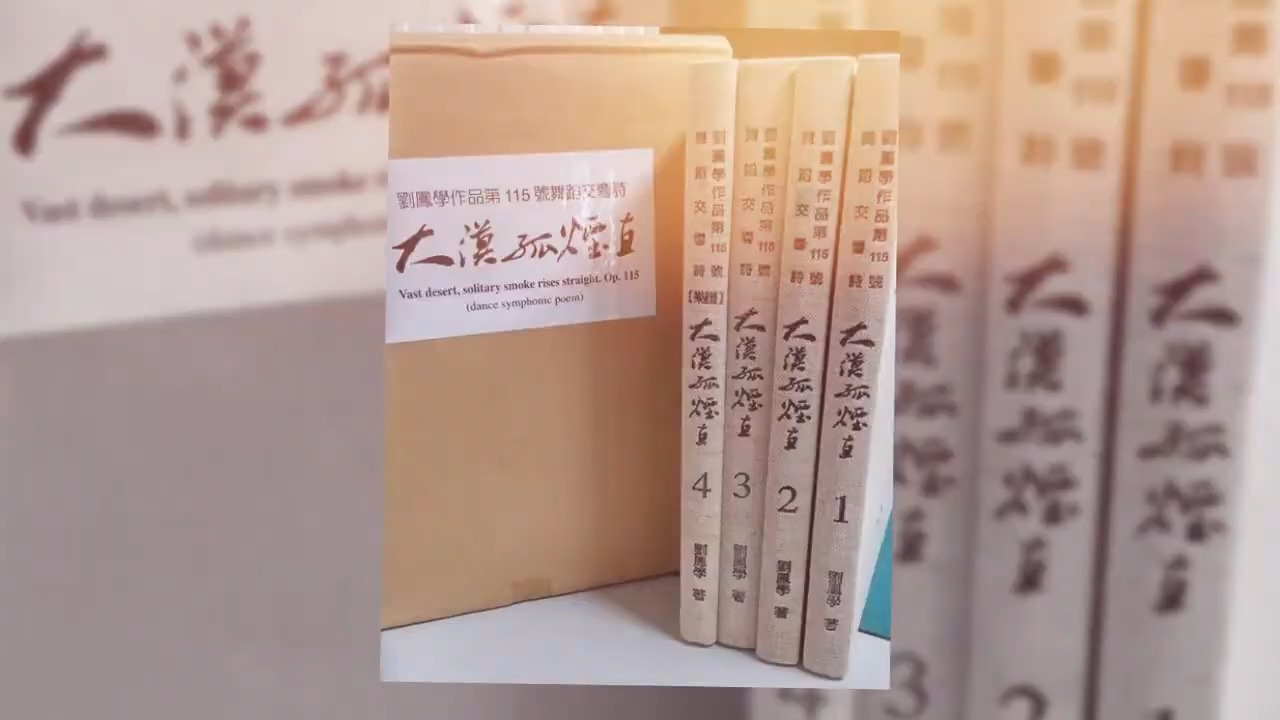 劉鳳學作品第 115 號舞蹈交響詩
大漠孤煙直
Vast desert, solitary smoke rises straight. Op. 115
(dance symphonic poem)
劉鳳學作品第115號
舞蹈交響詩
大漠孤煙直
4
劉鳳學 著
劉鳳學作品第115號
舞蹈交響詩
大漠孤煙直
3
劉鳳學 著
劉鳳學作品第115號
舞蹈交響詩
大漠孤煙直
2
劉鳳學 著
劉鳳學作品第115號
舞蹈交響詩
大漠孤煙直
1
劉鳳學 著